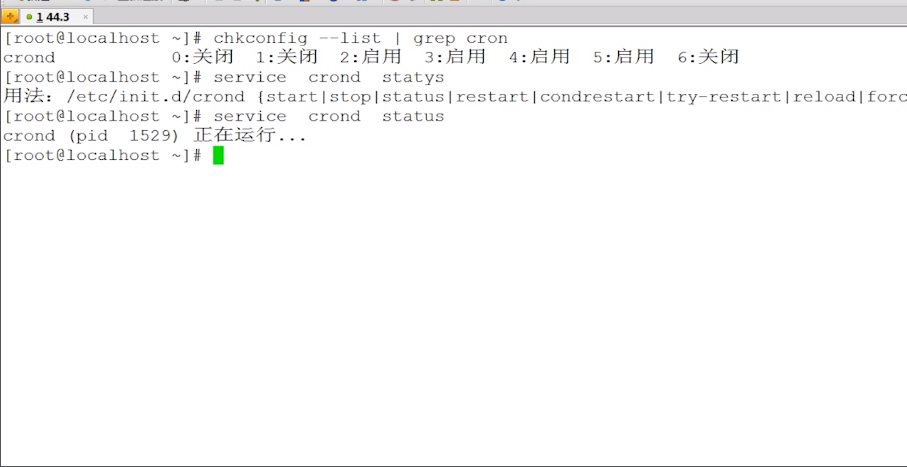 1 44.3
[root@localhost ~]# chkconfig --list | grep cron
crond 0:关闭 1:关闭 2:启用 3:启用 4:启用 5:启用 6:关闭
[root@localhost ~]# service crond statys
用法: /etc/init.d/crond {start|stop|status|restart|condrestart|try-restart|reload|forc
[root@localhost ~]# service crond status
crond (pid 1529) 正在运行...
[root@localhost ~]#